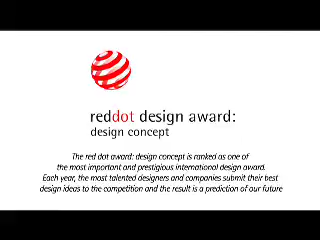 reddot design award:
design concept
The red dot award: design concept is ranked as one of
the most important and prestigious international design award.
Each year, the most talented designers and companies submit their best
design ideas to the competition and the result is a prediction of our future